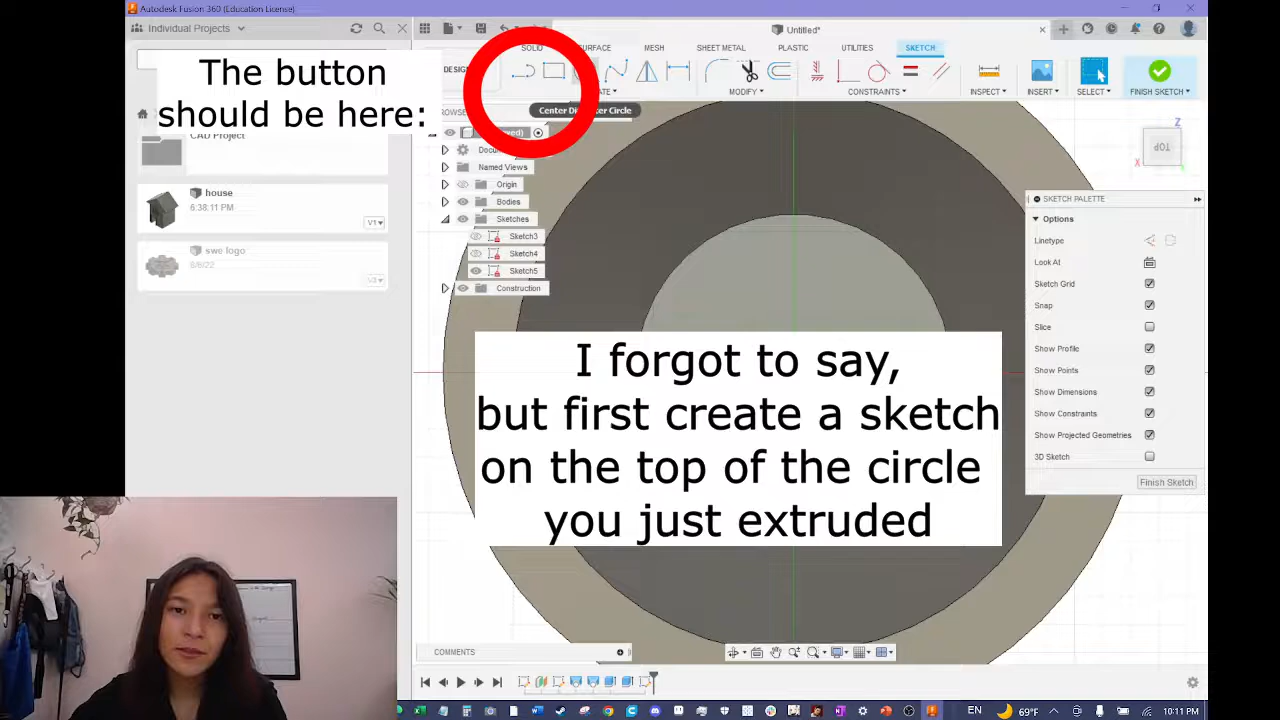 Autodesk Fusion 360 (Education License)
Individual Projects
Untitled*
The button
should be here:
DESIGN
SOLID
SURFACE
MESH
SHEET METAL
PLASTIC
UTILITIES
SKETCH
MODIFY
CONSTRAINTS
INSPECT
INSERT
SELECT
FINISH SKETCH
Named Views
Origin
Bodies
Sketches
Sketch3
Sketch4
Sketch5
Construction
CAD Project
house
6:38:11 PM
V1
swe logo
8/6/22
TOP
Z
X
SKETCH PALETTE
Options
Linetype
Look At
Sketch Grid
Snap
Slice
Show Profile
Show Points
Show Dimensions
Show Constraints
Show Projected Geometries
3D Sketch
Finish Sketch
I forgot to say,
but first create a sketch
on the top of the circle
you just extruded
COMMENTS
EN
69°F
10:11 PM